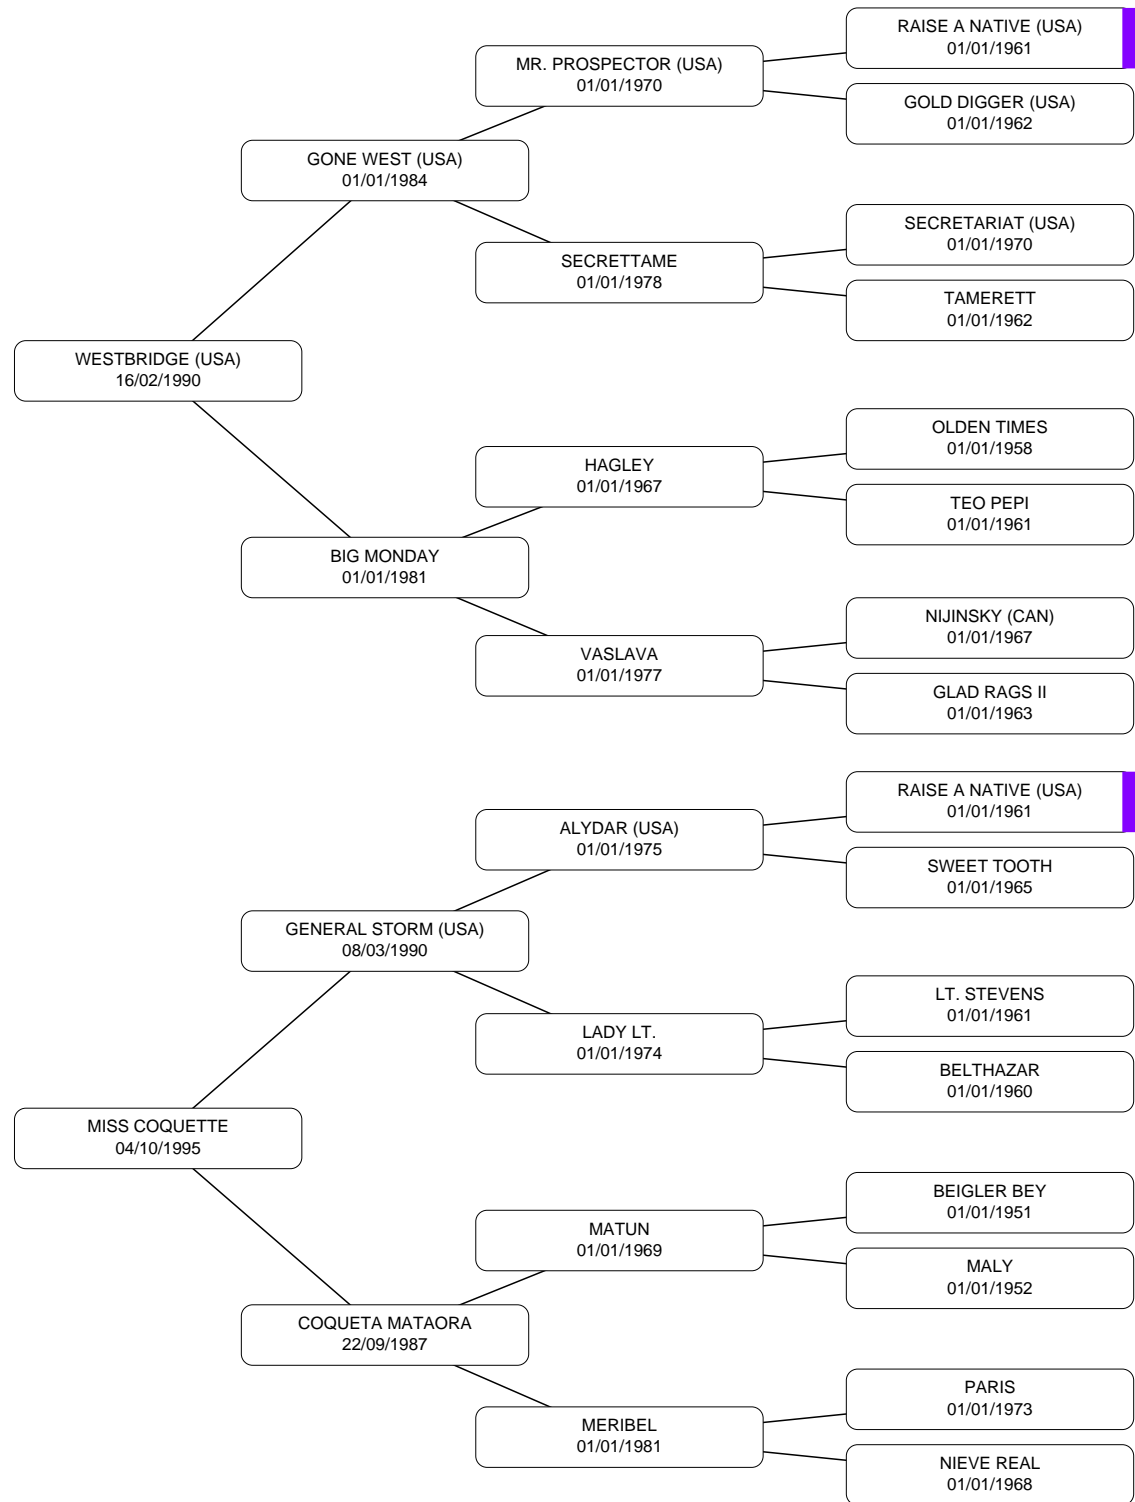 RAISE A NATIVE (USA)
01/01/1961
MR. PROSPECTOR (USA)
01/01/1970
GOLD DIGGER (USA)
01/01/1962
GONE WEST (USA)
01/01/1984
SECRETARIAT (USA)
01/01/1970
SECRETTAME
01/01/1978
TAMERETT
01/01/1962
WESTBRIDGE (USA)
16/02/1990
OLDEN TIMES
01/01/1958
HAGLEY
01/01/1967
TEO PEPI
01/01/1961
BIG MONDAY
01/01/1981
NIJINSKY (CAN)
01/01/1967
VASLAVA
01/01/1977
GLAD RAGS II
01/01/1963
RAISE A NATIVE (USA)
01/01/1961
ALYDAR (USA)
01/01/1975
SWEET TOOTH
01/01/1965
GENERAL STORM (USA)
08/03/1990
LT. STEVENS
01/01/1961
LADY LT.
01/01/1974
BELTHAZAR
01/01/1960
MISS COQUETTE
04/10/1995
BEIGLER BEY
01/01/1951
MATUN
01/01/1969
MALY
01/01/1952
COQUETA MATAORA
22/09/1987
PARIS
01/01/1973
MERIBEL
01/01/1981
NIEVE REAL
01/01/1968